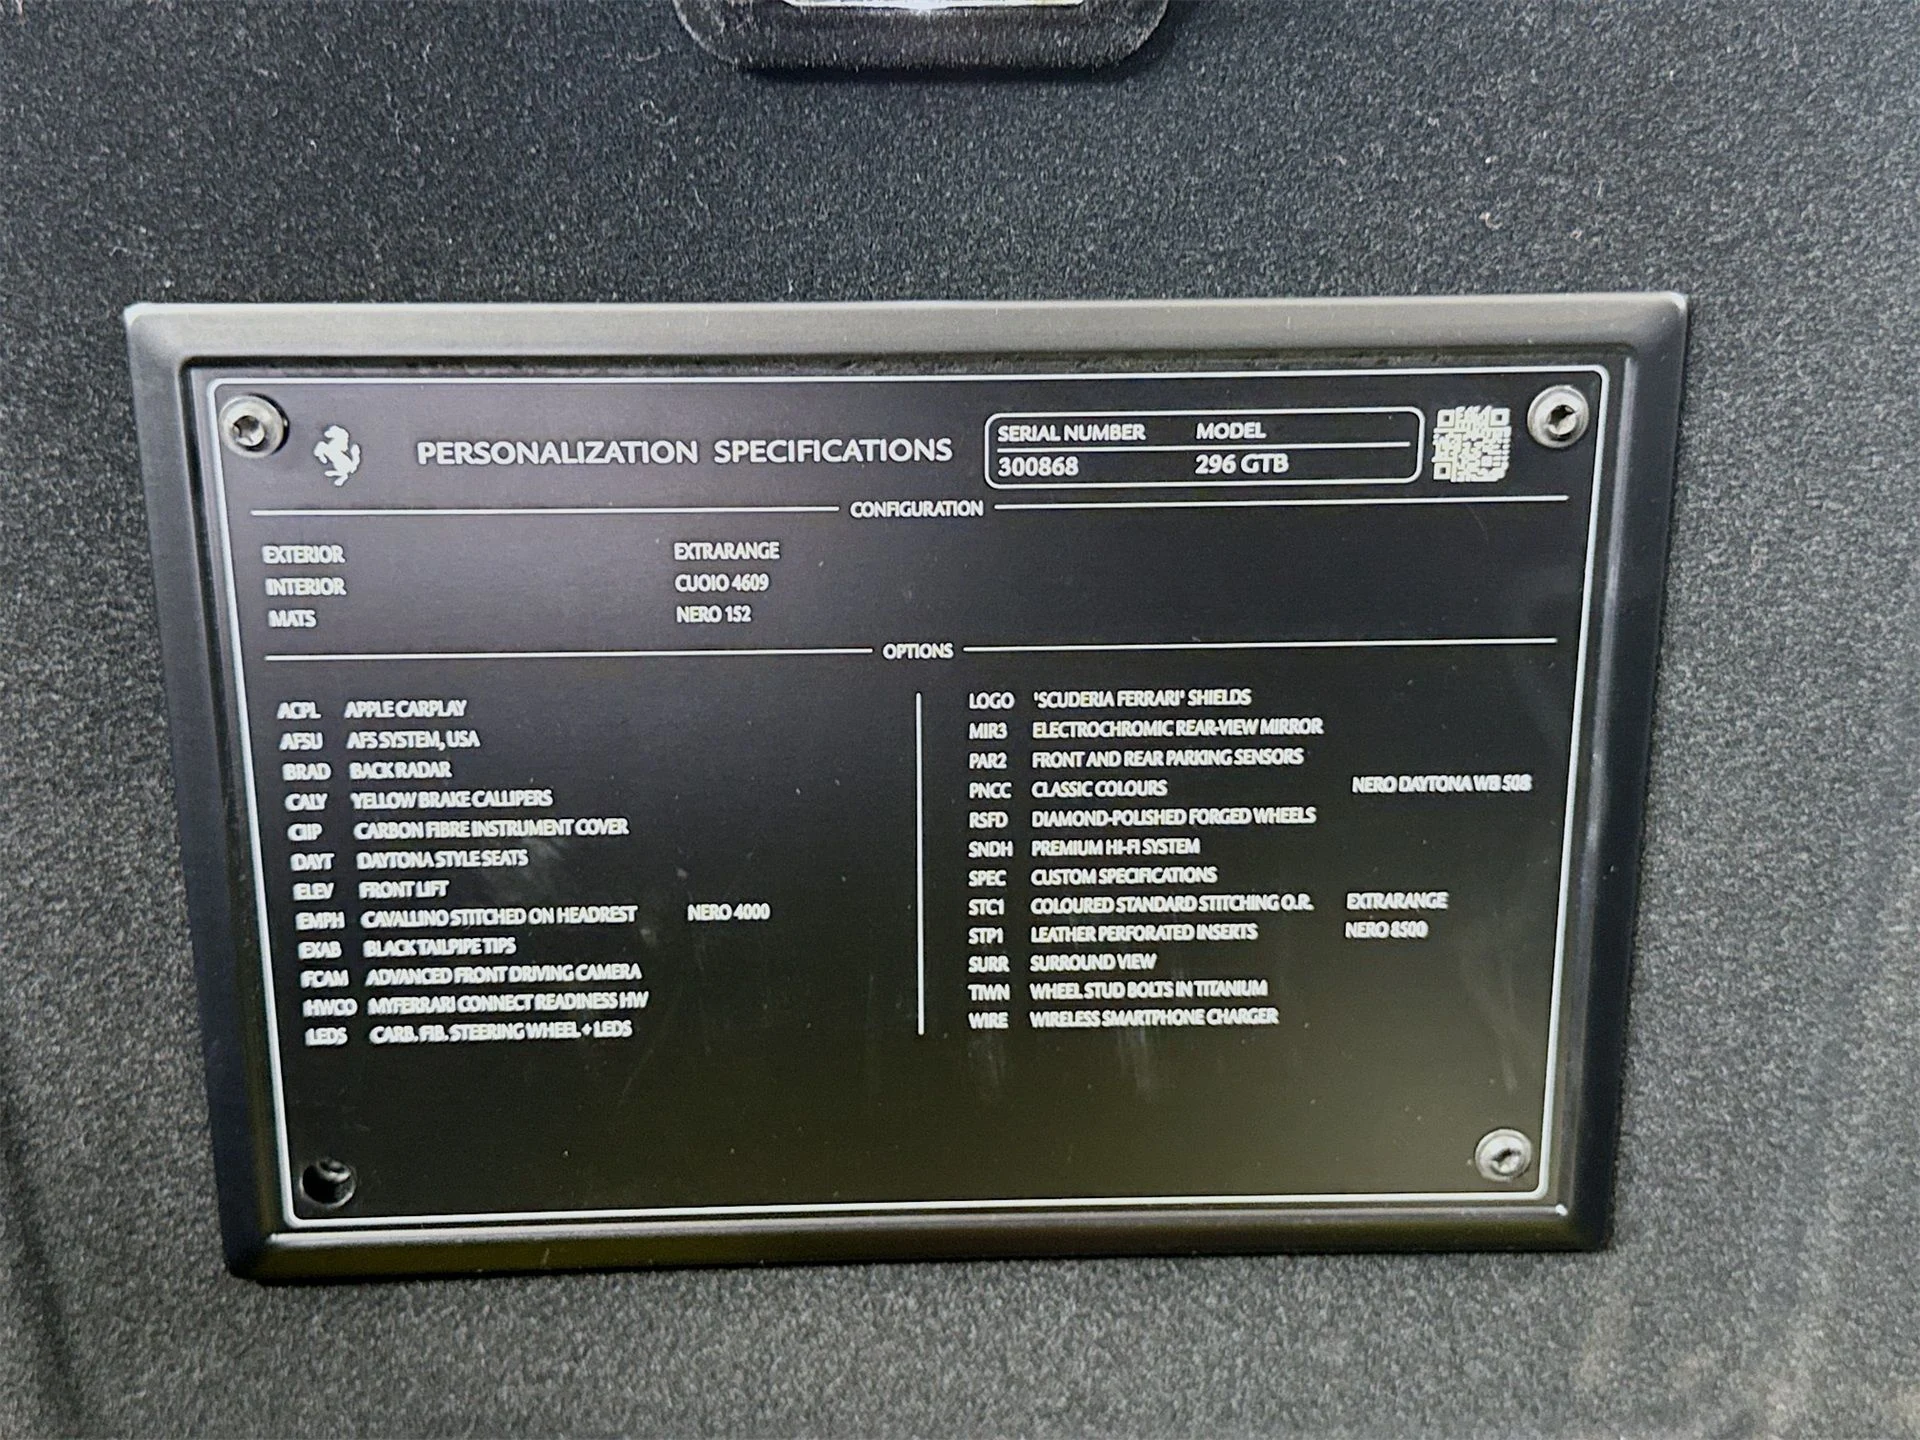 PERSONALIZATION SPECIFICATIONS
SERIAL NUMBER MODEL
300868 296 GTB
CONFIGURATION
EXTERIOR EXTRARANGE
INTERIOR CUOIO 4609
MATS NERO 152
OPTIONS
ACPL APPLE CARPLAY
AFSU AFS SYSTEM, USA
BRAD BACK RADAR
CALY YELLOW BRAKE CALLIPERS
CIIP CARBON FIBRE INSTRUMENT COVER
DAYT DAYTONA STYLE SEATS
ELEV FRONT LIFT
EMPH CAVALLINO STITCHED ON HEADREST NERO 4000
EXAB BLACK TAILPIPE TIPS
FCAM ADVANCED FRONT DRIVING CAMERA
HWCO MYFERRARI CONNECT READINESS HW
LEDS CARB. FIB. STEERING WHEEL + LEDS
LOGO 'SCUDERIA FERRARI' SHIELDS
MIR3 ELECTROCHROMIC REAR-VIEW MIRROR
PAR2 FRONT AND REAR PARKING SENSORS
PNCC CLASSIC COLOURS NERO DAYTONA WB 508
RSFD DIAMOND-POLISHED FORGED WHEELS
SNDH PREMIUM HI-FI SYSTEM
SPEC CUSTOM SPECIFICATIONS
STC1 COLOURED STANDARD STITCHING O.R. EXTRARANGE
STP1 LEATHER PERFORATED INSERTS NERO 8500
SURR SURROUND VIEW
TIWN WHEEL STUD BOLTS IN TITANIUM
WIRE WIRELESS SMARTPHONE CHARGER